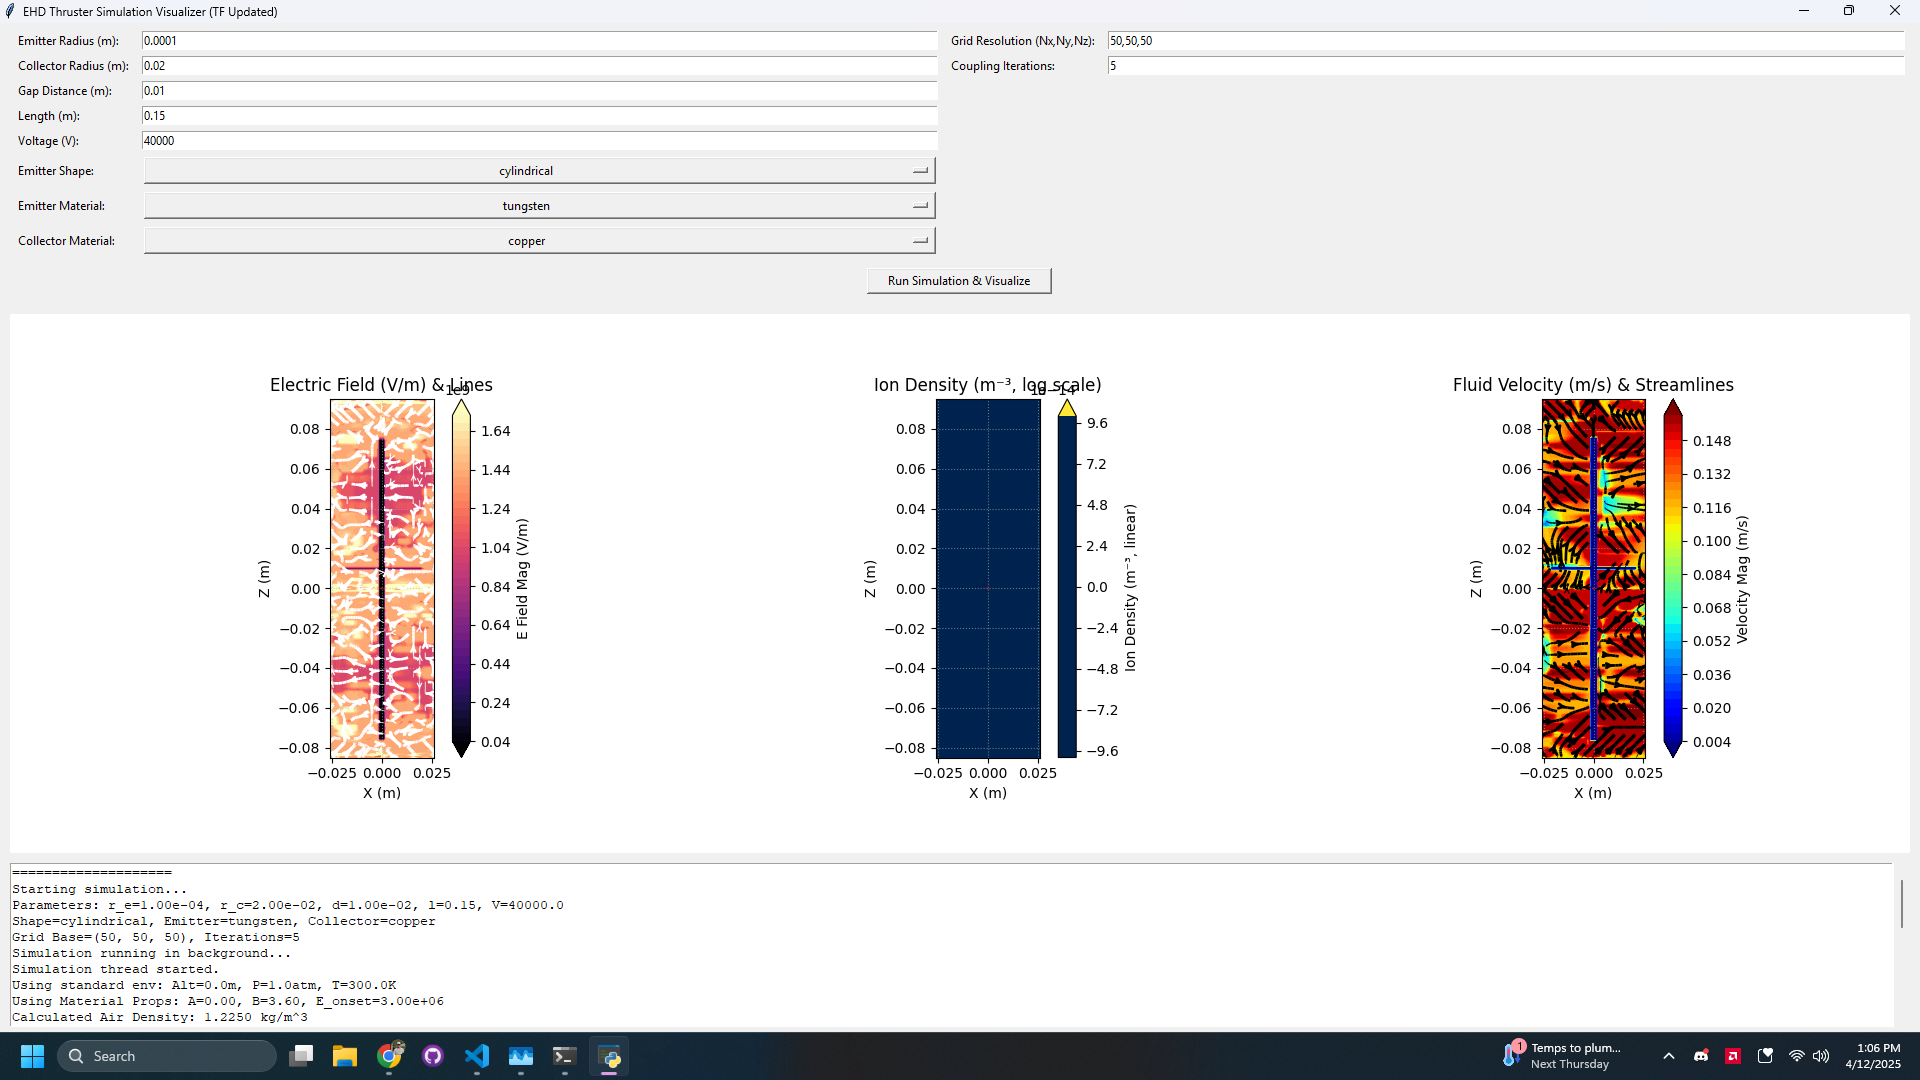 EHD Thruster Simulation Visualizer (TF Updated)
Emitter Radius (m): 0.0001
Grid Resolution (Nx,Ny,Nz): 50,50,50
Collector Radius (m): 0.02
Coupling Iterations: 5
Gap Distance (m): 0.01
Length (m): 0.15
Voltage (V): 40000
Emitter Shape: cylindrical
Emitter Material: tungsten
Collector Material: copper
Run Simulation & Visualize
Electric Field (V/m) & Lines
1e9
0.08
0.06
0.04
0.02
0.00
−0.02
−0.04
−0.06
−0.08
Z (m)
−0.025 0.000 0.025
X (m)
1.64
1.44
1.24
1.04
0.84
0.64
0.44
0.24
0.04
E Field Mag (V/m)
Ion Density (m⁻³, log scale)
1e−14
0.08
0.06
0.04
0.02
0.00
−0.02
−0.04
−0.06
−0.08
Z (m)
−0.025 0.000 0.025
X (m)
9.6
7.2
4.8
2.4
0.0
−2.4
−4.8
−7.2
−9.6
Ion Density (m⁻³, linear)
Fluid Velocity (m/s) & Streamlines
0.08
0.06
0.04
0.02
0.00
−0.02
−0.04
−0.06
−0.08
Z (m)
−0.025 0.000 0.025
X (m)
0.148
0.132
0.116
0.100
0.084
0.068
0.052
0.036
0.020
0.004
Velocity Mag (m/s)
====================
Starting simulation...
Parameters: r_e=1.00e-04, r_c=2.00e-02, d=1.00e-02, l=0.15, V=40000.0
Shape=cylindrical, Emitter=tungsten, Collector=copper
Grid Base=(50, 50, 50), Iterations=5
Simulation running in background...
Simulation thread started.
Using standard env: Alt=0.0m, P=1.0atm, T=300.0K
Using Material Props: A=0.00, B=3.60, E_onset=3.00e+06
Calculated Air Density: 1.2250 kg/m^3
Search
1
Temps to plum...
Next Thursday
1:06 PM
4/12/2025